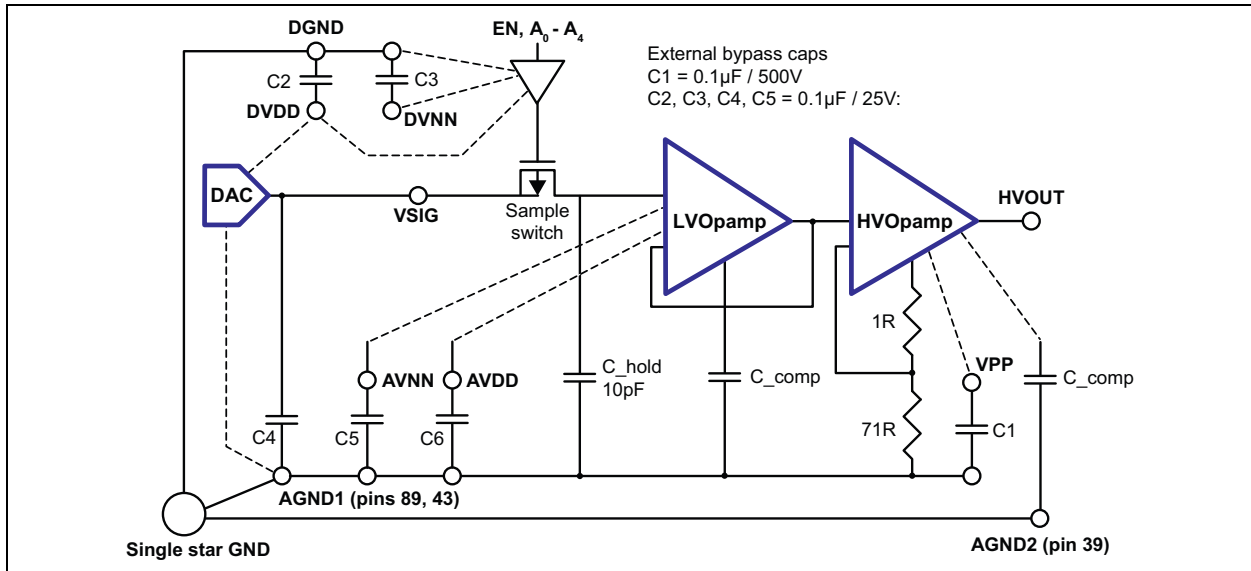 DGND
EN, A0 - A4
External bypass caps
C1 = 0.1µF / 500V
C2, C3, C4, C5 = 0.1µF / 25V:
C2
C3
DVDD
DVNN
DAC
VSIG
Sample
switch
LVOpamp
HVOpamp
HVOUT
1R
AVNN
AVDD
C_hold
10pF
C_comp
VPP
C_comp
C4
C5
C6
71R
C1
AGND1 (pins 89, 43)
Single star GND
AGND2 (pin 39)